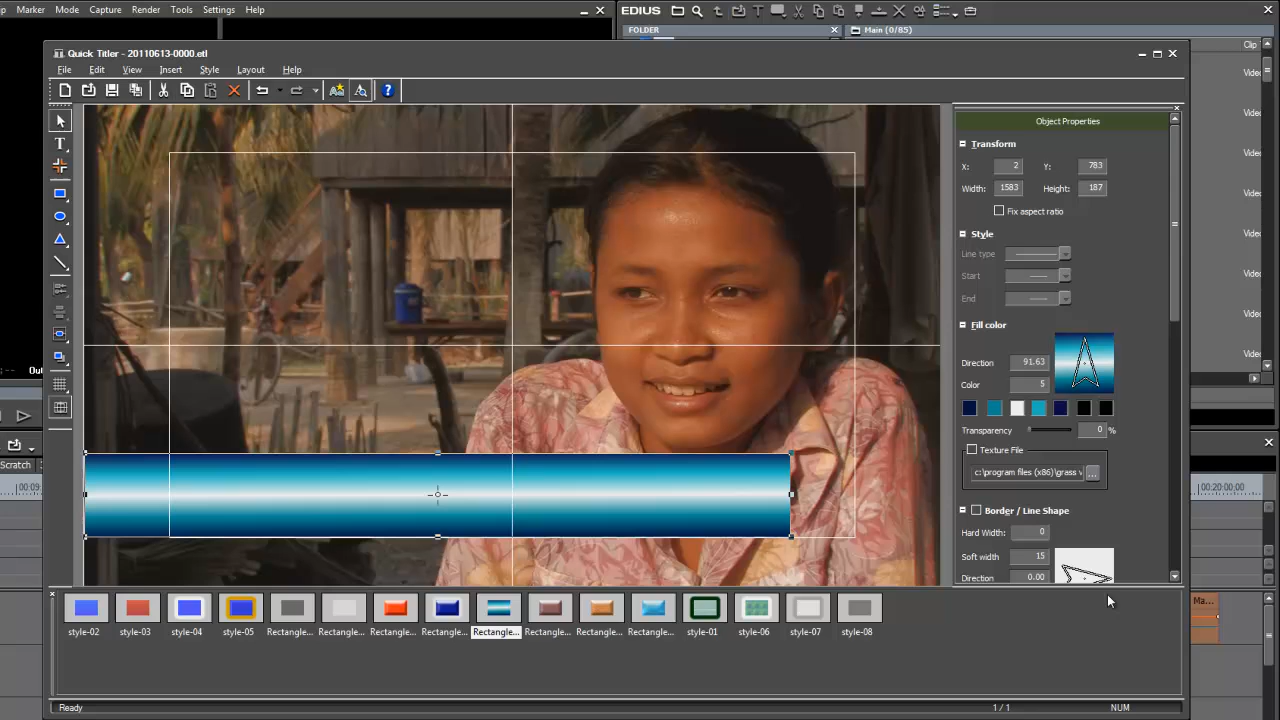 Marker Mode Capture Render Tools Settings Help
EDIUS
FOLDER
Main (0/85)
Clip
Quick Titler - 20110613-0000.etl
File Edit View Insert Style Layout Help
Object Properties
Transform
X: 2 Y: 783
Width: 1583 Height: 187
Fix aspect ratio
Style
Line type
Start
End
Fill color
Direction 91.63
Color 5
Transparency 0 %
Texture File
c:\program files (x86)\grass v ...
Border / Line Shape
Hard Width: 0
Soft width 15
Direction 0.00
Scratch
00:09:
00:20:00:00
Ma...
style-02 style-03 style-04 style-05 Rectangle... Rectangle... Rectangle... Rectangle... Rectangle... Rectangle... Rectangle... Rectangle... style-01 style-06 style-07 style-08
Ready 1 / 1 NUM